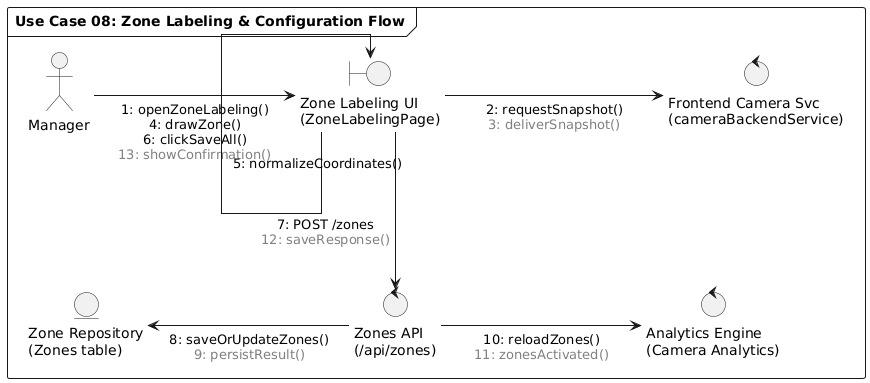 Use Case 08: Zone Labeling & Configuration Flow
Manager
1: openZoneLabeling()
4: drawZone()
6: clickSaveAll()
13: showConfirmation()
Zone Labeling UI
(ZoneLabelingPage)
2: requestSnapshot()
3: deliverSnapshot()
Frontend Camera Svc
(cameraBackendService)
5: normalizeCoordinates()
7: POST /zones
12: saveResponse()
Zone Repository
(Zones table)
8: saveOrUpdateZones()
9: persistResult()
Zones API
(/api/zones)
10: reloadZones()
11: zonesActivated()
Analytics Engine
(Camera Analytics)